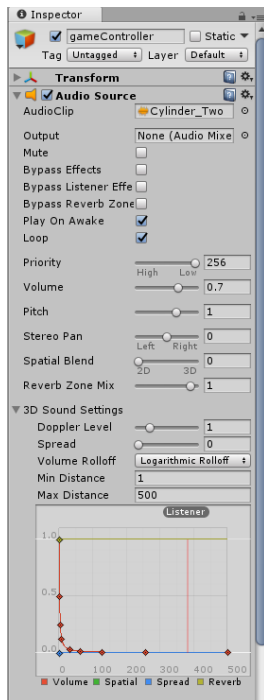 Inspector
gameController Static
Tag Untagged Layer Default
Transform
Audio Source
AudioClip Cylinder_Two
Output None (Audio Mixe
Mute
Bypass Effects
Bypass Listener Effe
Bypass Reverb Zone
Play On Awake
Loop
Priority 256
High Low
Volume 0.7
Pitch 1
Stereo Pan 0
Left Right
Spatial Blend 0
2D 3D
Reverb Zone Mix 1
3D Sound Settings
Doppler Level 1
Spread 0
Volume Rolloff Logarithmic Rolloff
Min Distance 1
Max Distance 500
Listener
1.0
0.5
0.0
0 100 200 300 400 500
Volume Spatial Spread Reverb